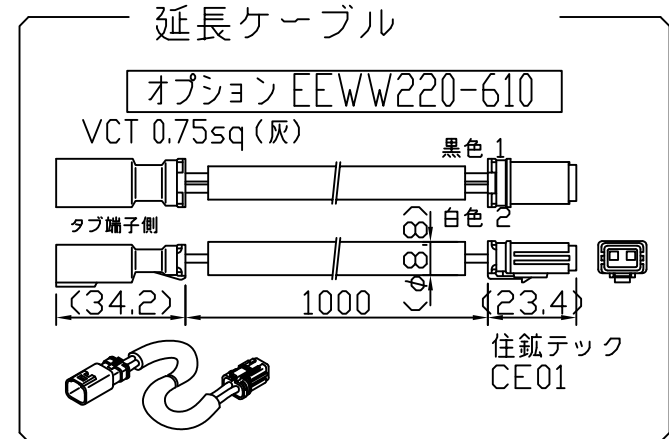 延長ケーブル
オプション EEWW220-610
VCT 0.75sq (灰)
黒色 1
タブ端子側
白色 2
(φ8.8)
(34.2)
1000
(23.4)
住鉱テック
CE01